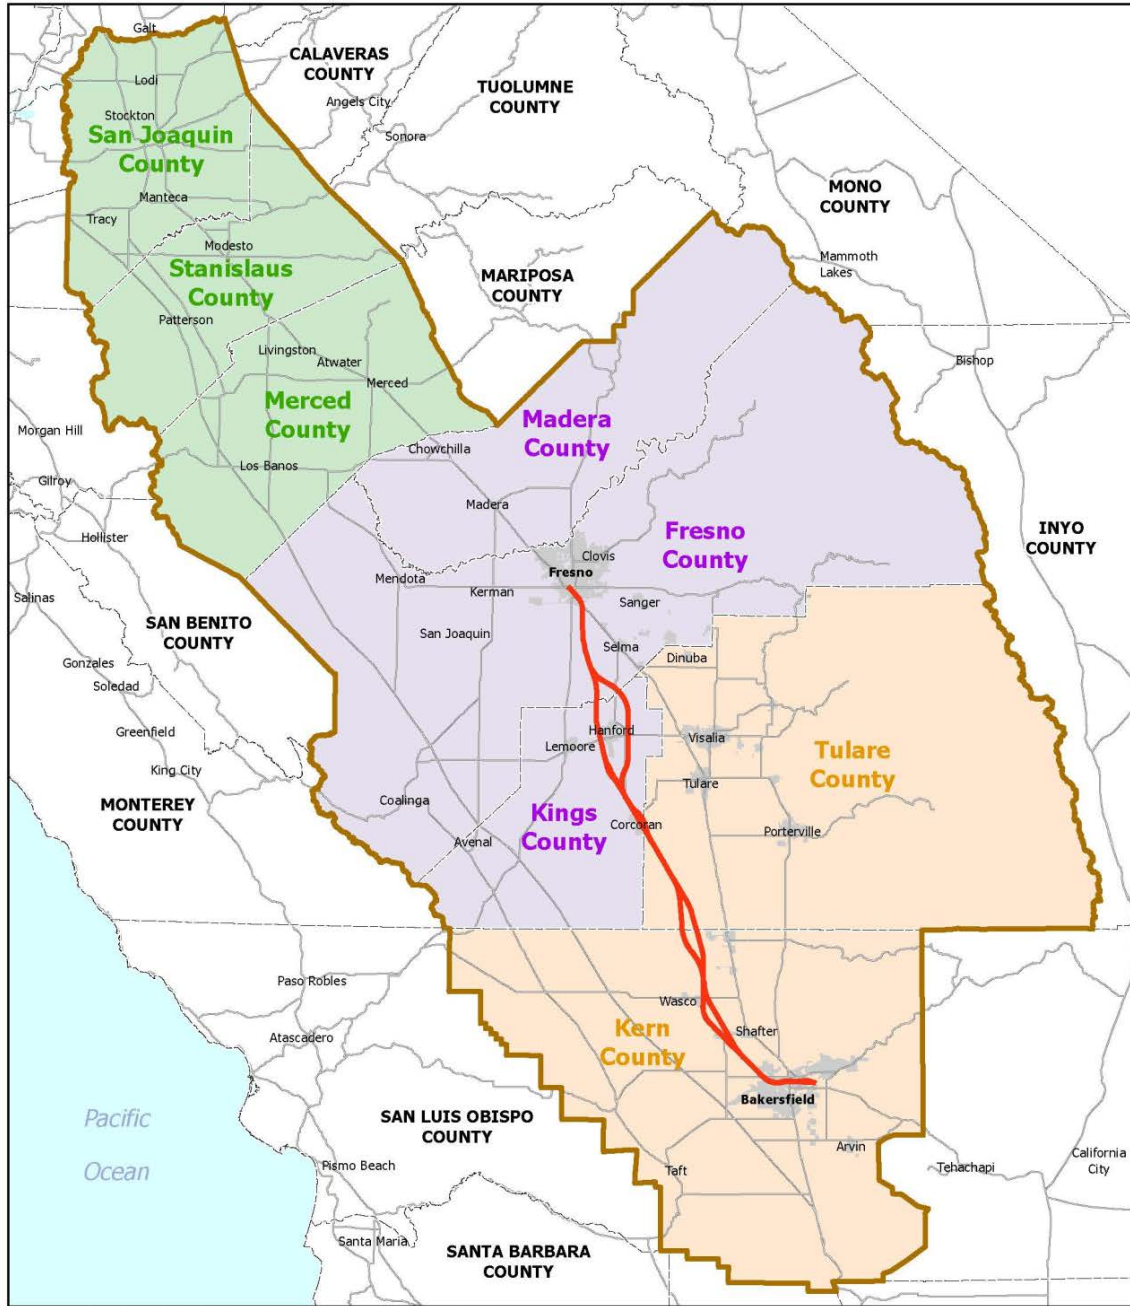 Galt
CALAVERAS
COUNTY
Lodi
TUOLUMNE
COUNTY
Angels City
Stockton
San Joaquin
County
Sonora
MONO
COUNTY
Manteca
Tracy
Modesto
Mammoth
Lakes
Stanislaus
County
MARIPOSA
COUNTY
Patterson
Livingston
Atwater
Bishop
Merced
Merced
County
Madera
County
Morgan Hill
Chowchilla
Los Banos
Gilroy
Madera
Hollister
Fresno
County
INYO
COUNTY
Clovis
Fresno
Mendota
Kerman
Salinas
Sanger
SAN BENITO
COUNTY
San Joaquin
Selma
Gonzales
Dinuba
Soledad
Greenfield
Hanford
Visalia
Lemoore
Tulare
County
King City
Tulare
MONTEREY
COUNTY
Coalinga
Kings
County
Corcoran
Porterville
Avenal
Paso Robles
Wasco
Kern
County
Shafter
Atascadero
Bakersfield
Pacific
Ocean
SAN LUIS OBISPO
COUNTY
Arvin
California
City
Pismo Beach
Taft
Tehachapi
Santa Maria
SANTA BARBARA
COUNTY